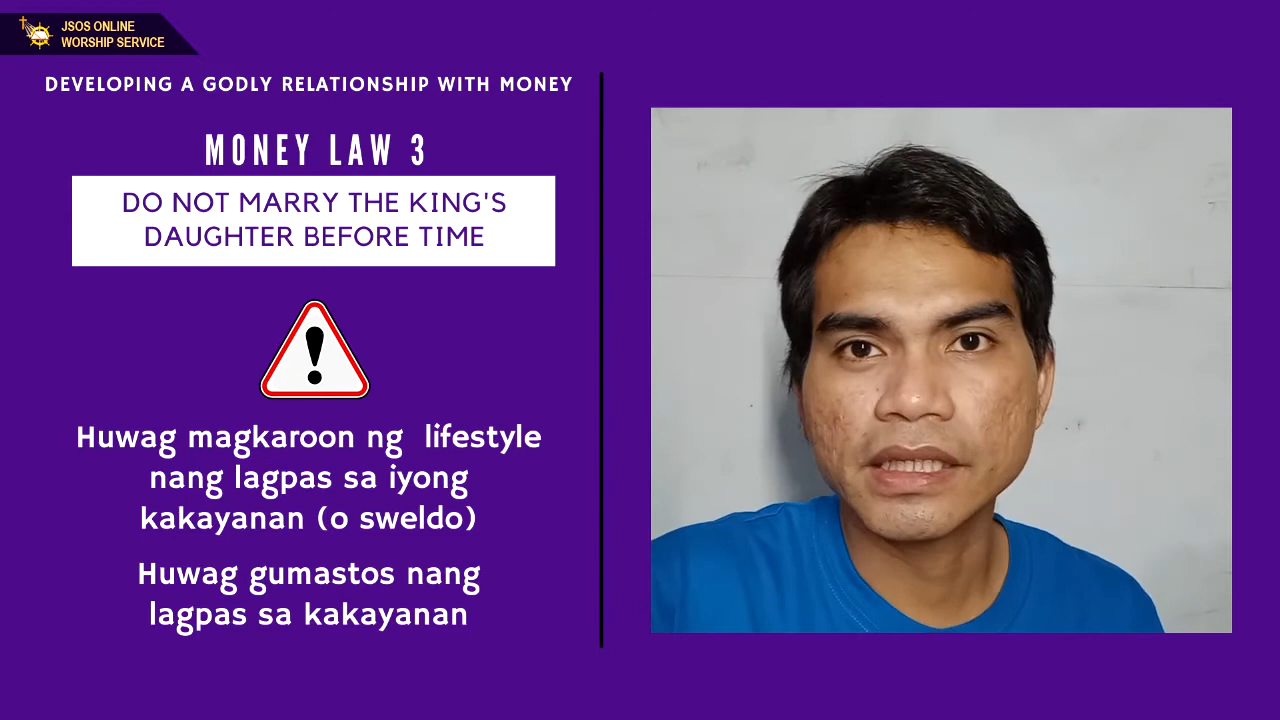 JSOS ONLINE
WORSHIP SERVICE
DEVELOPING A GODLY RELATIONSHIP WITH MONEY
MONEY LAW 3
DO NOT MARRY THE KING'S
DAUGHTER BEFORE TIME
Huwag magkaroon ng lifestyle
nang lagpas sa iyong
kakayanan (o sweldo)
Huwag gumastos nang
lagpas sa kakayanan